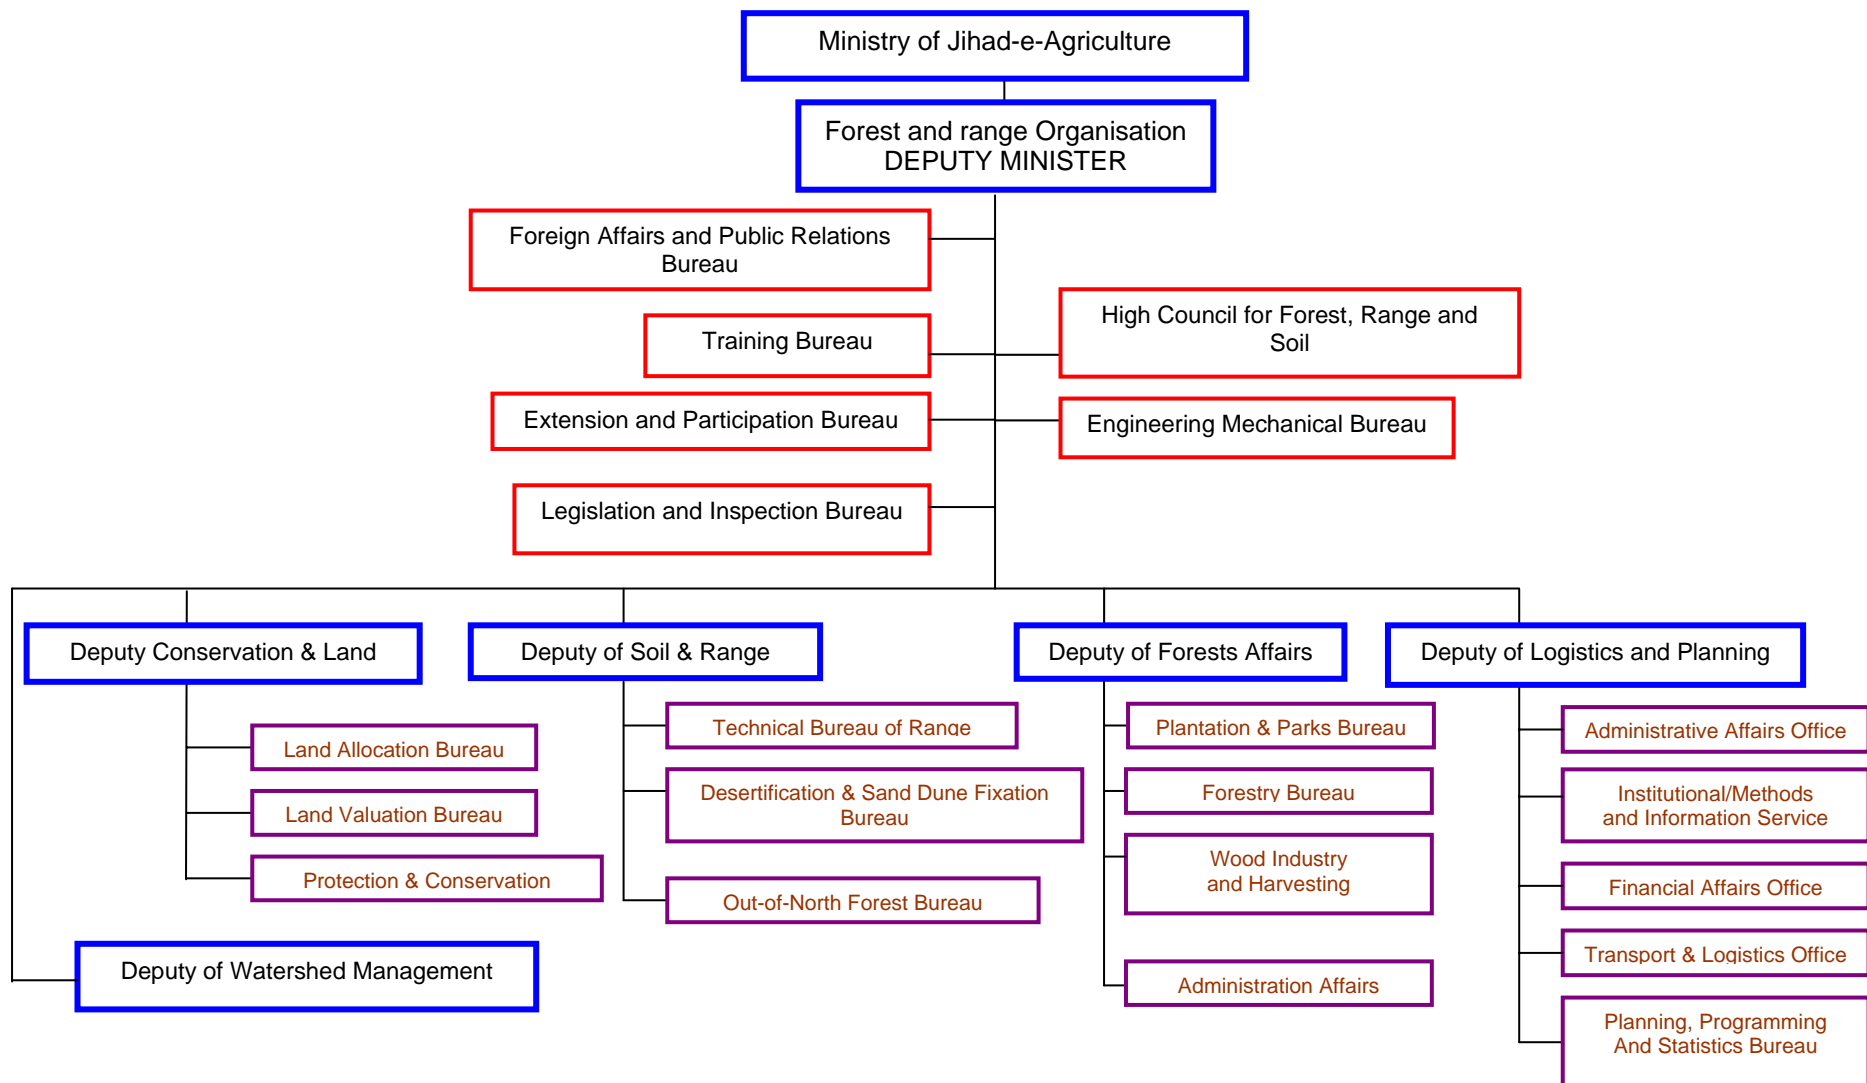 Ministry of Jihad-e-Agriculture
Forest and range Organisation
DEPUTY MINISTER
Foreign Affairs and Public Relations
Bureau
High Council for Forest, Range and
Soil
Training Bureau
Extension and Participation Bureau
Engineering Mechanical Bureau
Legislation and Inspection Bureau
Deputy Conservation & Land
Land Allocation Bureau
Land Valuation Bureau
Protection & Conservation
Deputy of Watershed Management
Deputy of Soil & Range
Technical Bureau of Range
Desertification & Sand Dune Fixation
Bureau
Out-of-North Forest Bureau
Deputy of Forests Affairs
Plantation & Parks Bureau
Forestry Bureau
Wood Industry
and Harvesting
Administration Affairs
Deputy of Logistics and Planning
Administrative Affairs Office
Institutional/Methods
and Information Service
Financial Affairs Office
Transport & Logistics Office
Planning, Programming
And Statistics Bureau